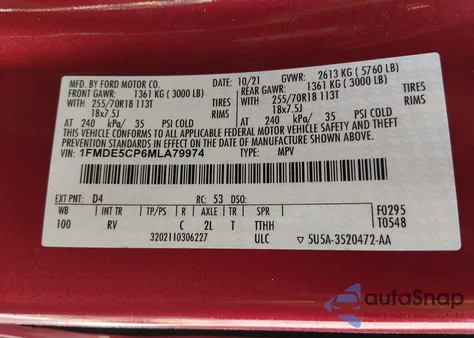 MFD. BY FORD MOTOR CO. 10/21 GVWR: 2613 KG ( 5760 LB)
FRONT GAWR: 1361 KG ( 3000 LB) REAR GAWR: 1361 KG ( 3000 LB)
WITH 255/70R18 113T TIRES WITH 255/70R18 113T TIRES
18x7.5J RIMS 18x7.5J RIMS
AT 240 kPa/ 35 PSI COLD AT 240 kPa/ 35 PSI COLD
THIS VEHICLE CONFORMS TO ALL APPLICABLE FEDERAL MOTOR VEHICLE SAFETY, BUMPER, AND THEFT
PREVENTION STANDARDS IN EFFECT ON THE DATE OF MANUFACTURE SHOWN ABOVE.
VIN: 1FMDE5CP6MLA79974 TYPE: MPV
EXT PNT: D4 RC: 53 DSO:
WB INT TR TP/PS R AXLE TR SPR F0295
100 RV C 2L T TTHH T0548
3202110306227 ULC 5U5A-3520472-AA
autoSnap